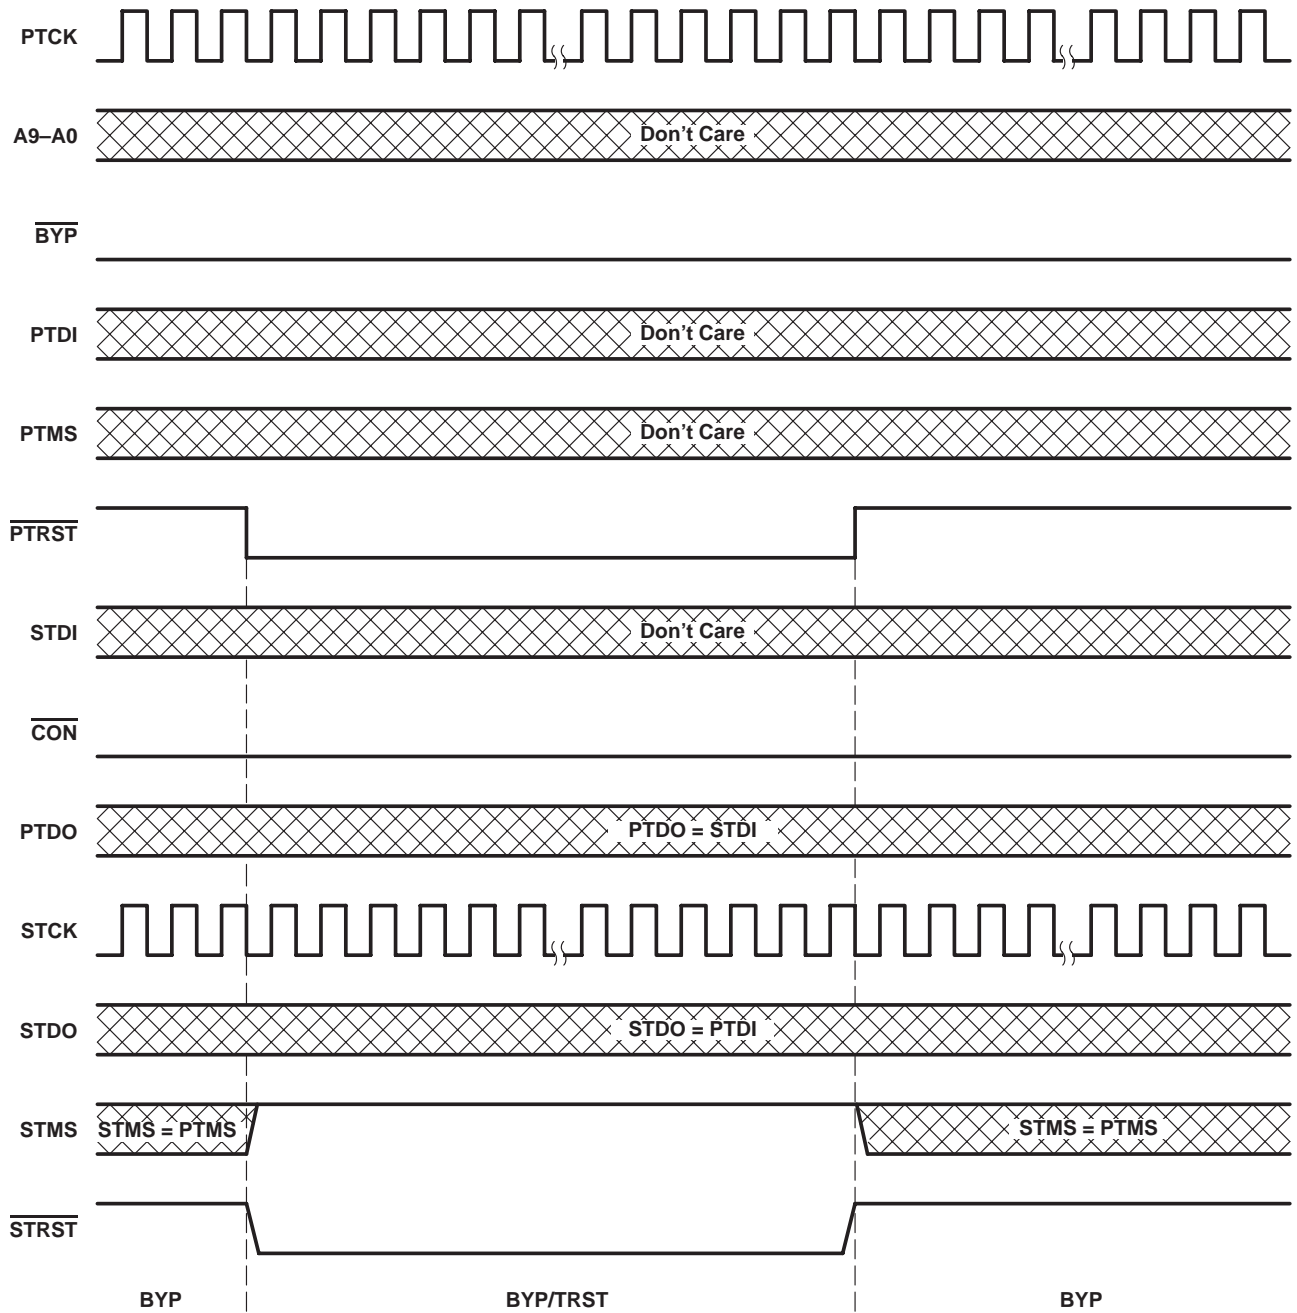 PTCK
A9–A0
Don't Care
BYP
PTDI
Don't Care
PTMS
Don't Care
PTRST
STDI
Don't Care
CON
PTDO
PTDO = STDI
STCK
STDO
STDO = PTDI
STMS
STMS = PTMS
STMS = PTMS
STRST
BYP
BYP/TRST
BYP